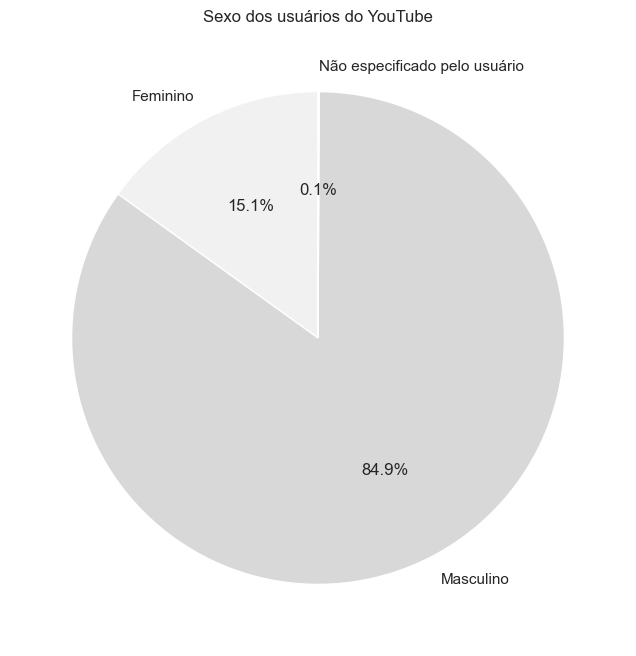 Sexo dos usuários do YouTube
Não especificado pelo usuário
Feminino
0.1%
15.1%
84.9%
Masculino